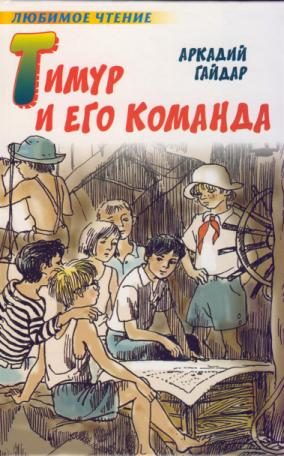 ЛЮБИМОЕ ЧТЕНИЕ
АРКАДИЙ
ГАЙДАР
ТИМУР
И ЕГО КОМАНДА